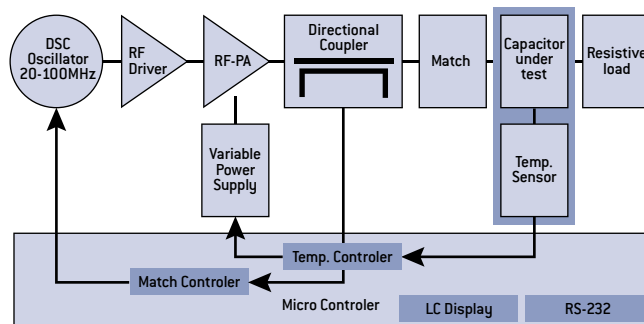 DSC
Oscillator
20-100MHz
RF
Driver
RF-PA
Directional
Coupler
Match
Capacitor
under
test
Resistive
load
Variable
Power
Supply
Temp.
Sensor
Temp. Controler
Match Controler
Micro Controler
LC Display
RS-232